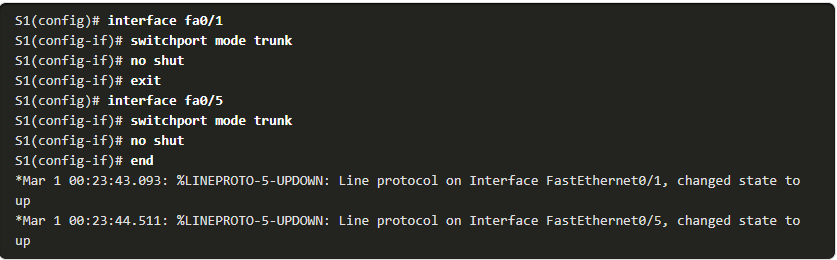 S1(config)# interface fa0/1
S1(config-if)# switchport mode trunk
S1(config-if)# no shut
S1(config-if)# exit
S1(config)# interface fa0/5
S1(config-if)# switchport mode trunk
S1(config-if)# no shut
S1(config-if)# end
*Mar 1 00:23:43.093: %LINEPROTO-5-UPDOWN: Line protocol on Interface FastEthernet0/1, changed state to
up
*Mar 1 00:23:44.511: %LINEPROTO-5-UPDOWN: Line protocol on Interface FastEthernet0/5, changed state to
up